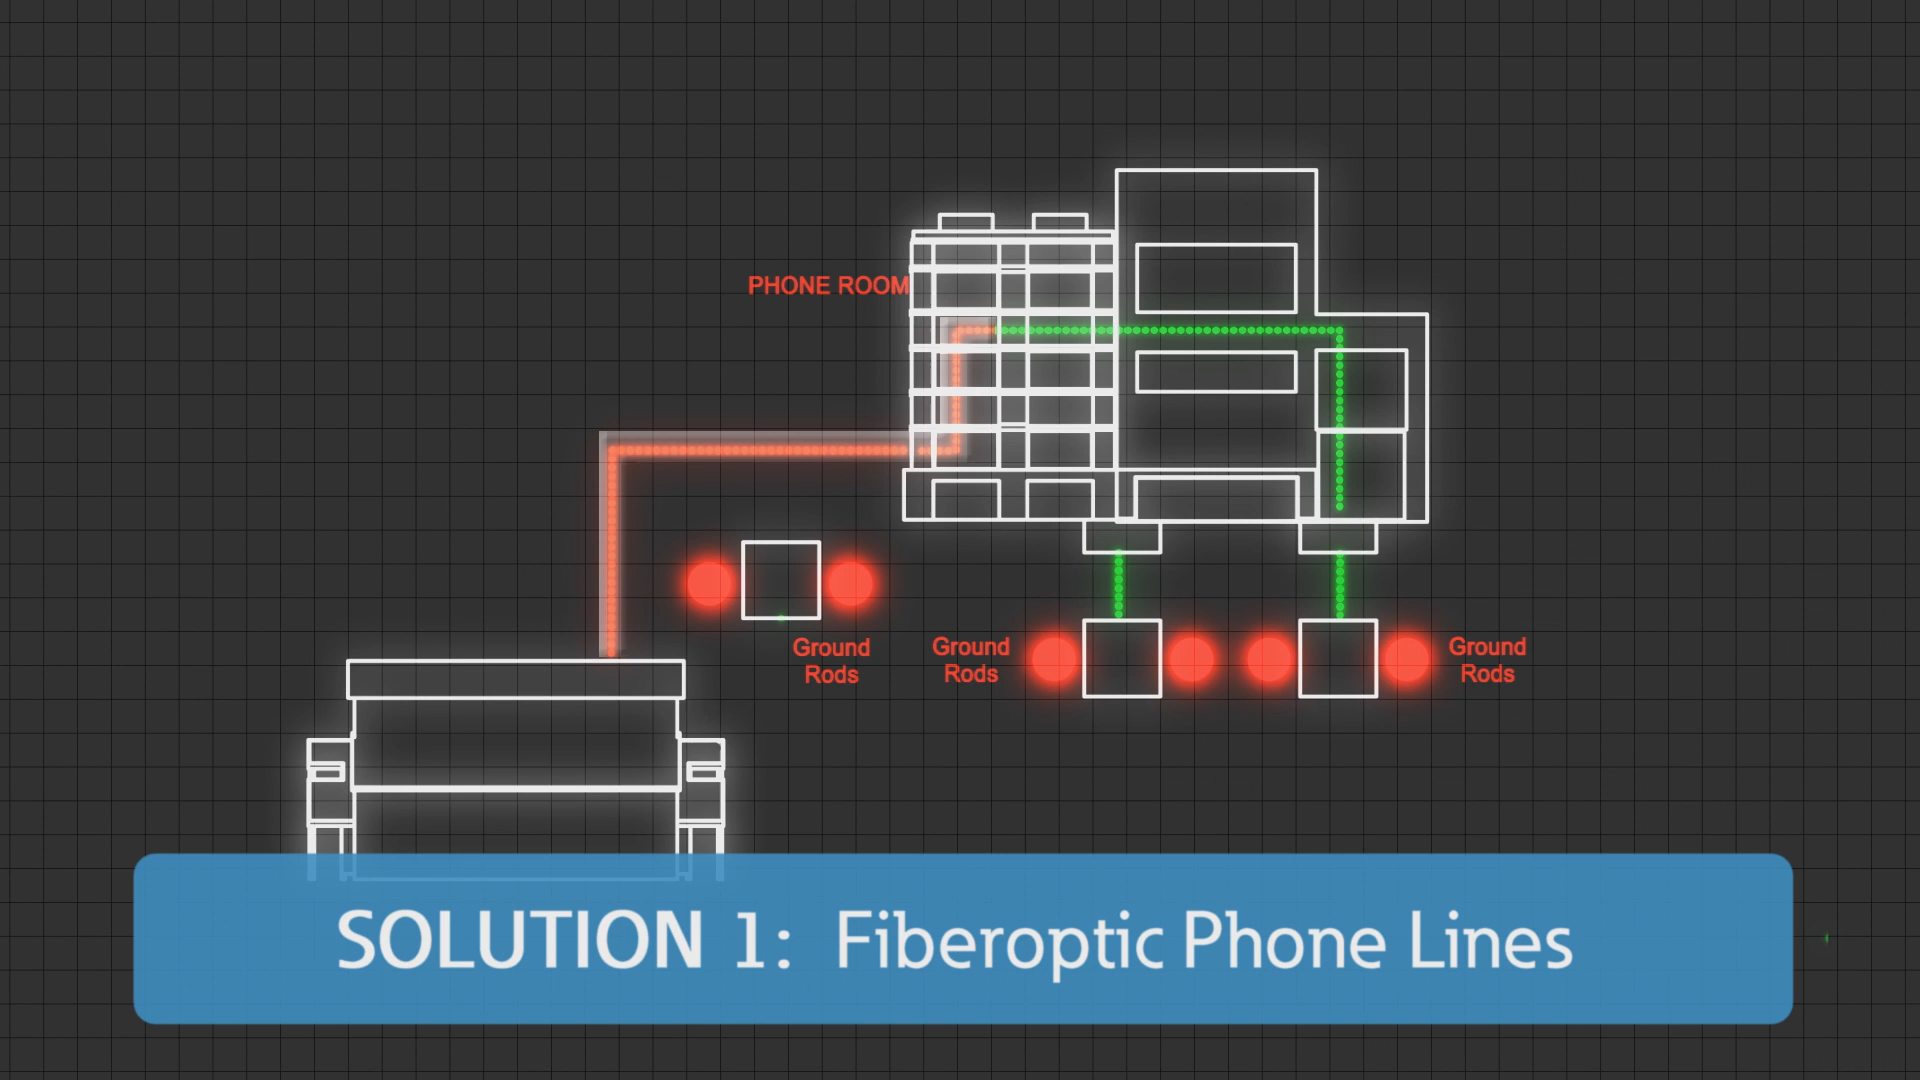 PHONE ROOM
Ground
Rods
Ground
Rods
Ground
Rods
SOLUTION 1: Fiberoptic Phone Lines